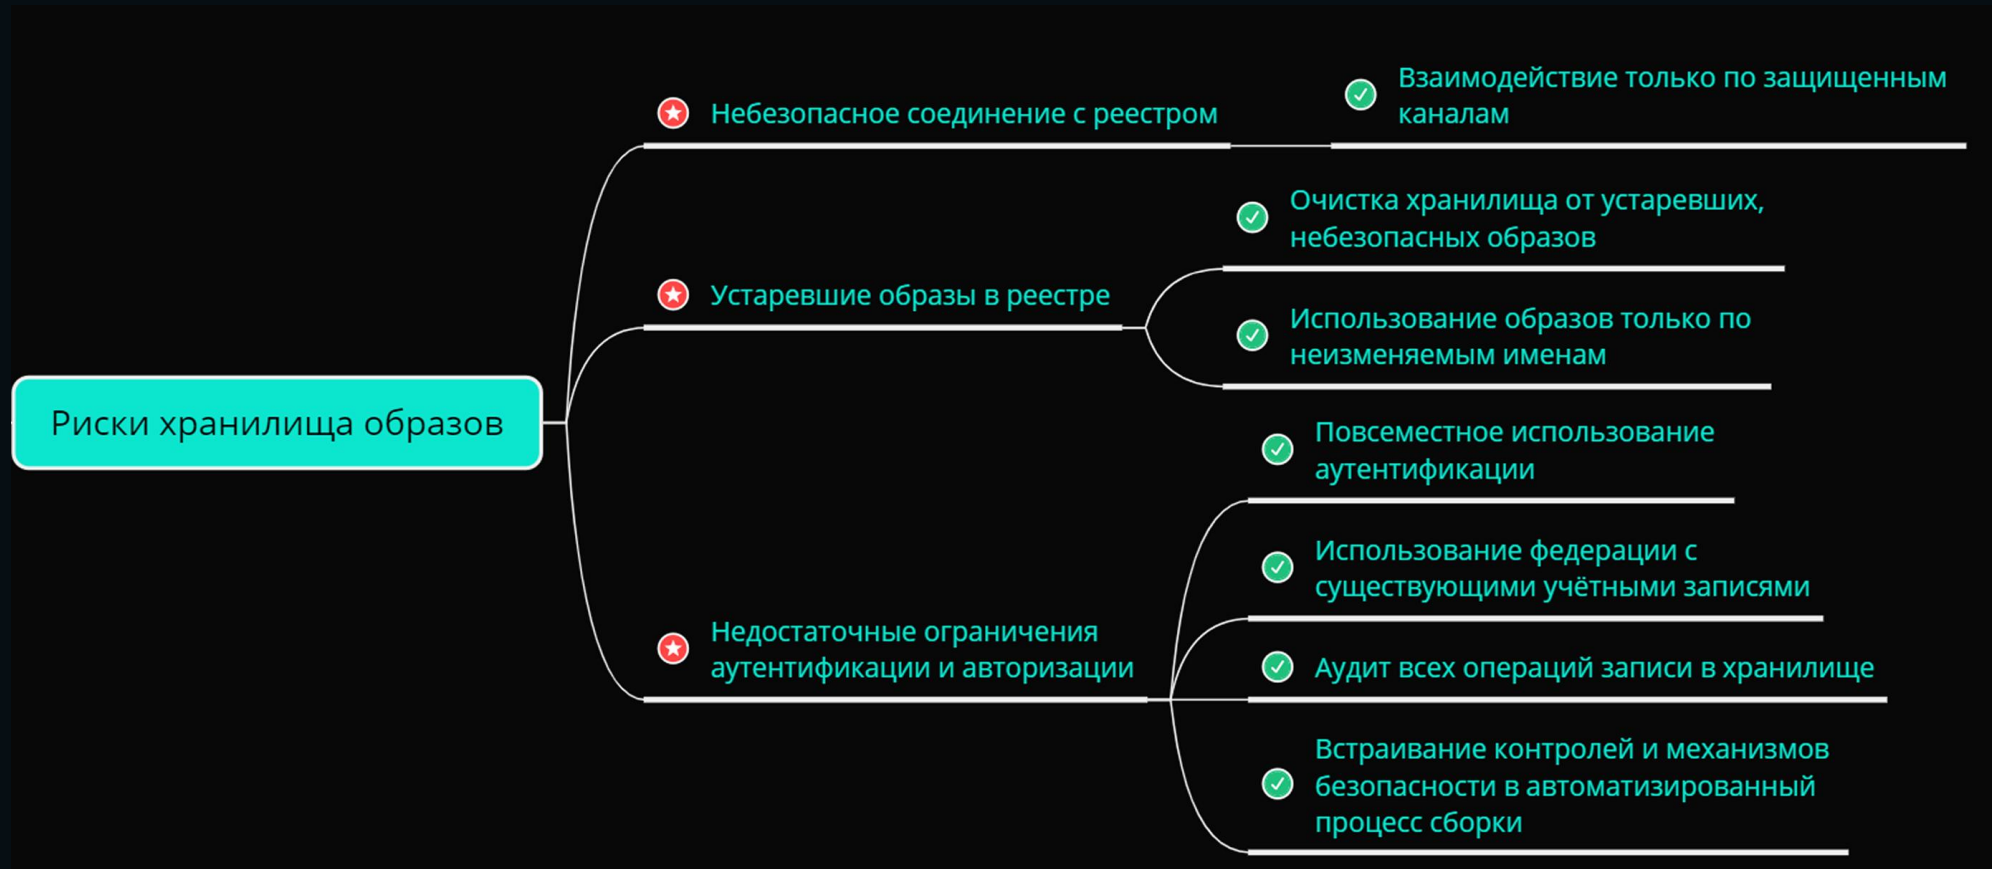 Риски хранилища образов
Небезопасное соединение с реестром
Взаимодействие только по защищенным
каналам
Устаревшие образы в реестре
Очистка хранилища от устаревших,
небезопасных образов
Использование образов только по
неизменяемым именам
Недостаточные ограничения
аутентификации и авторизации
Повсеместное использование
аутентификации
Использование федерации с
существующими учётными записями
Аудит всех операций записи в хранилище
Встраивание контролей и механизмов
безопасности в автоматизированный
процесс сборки